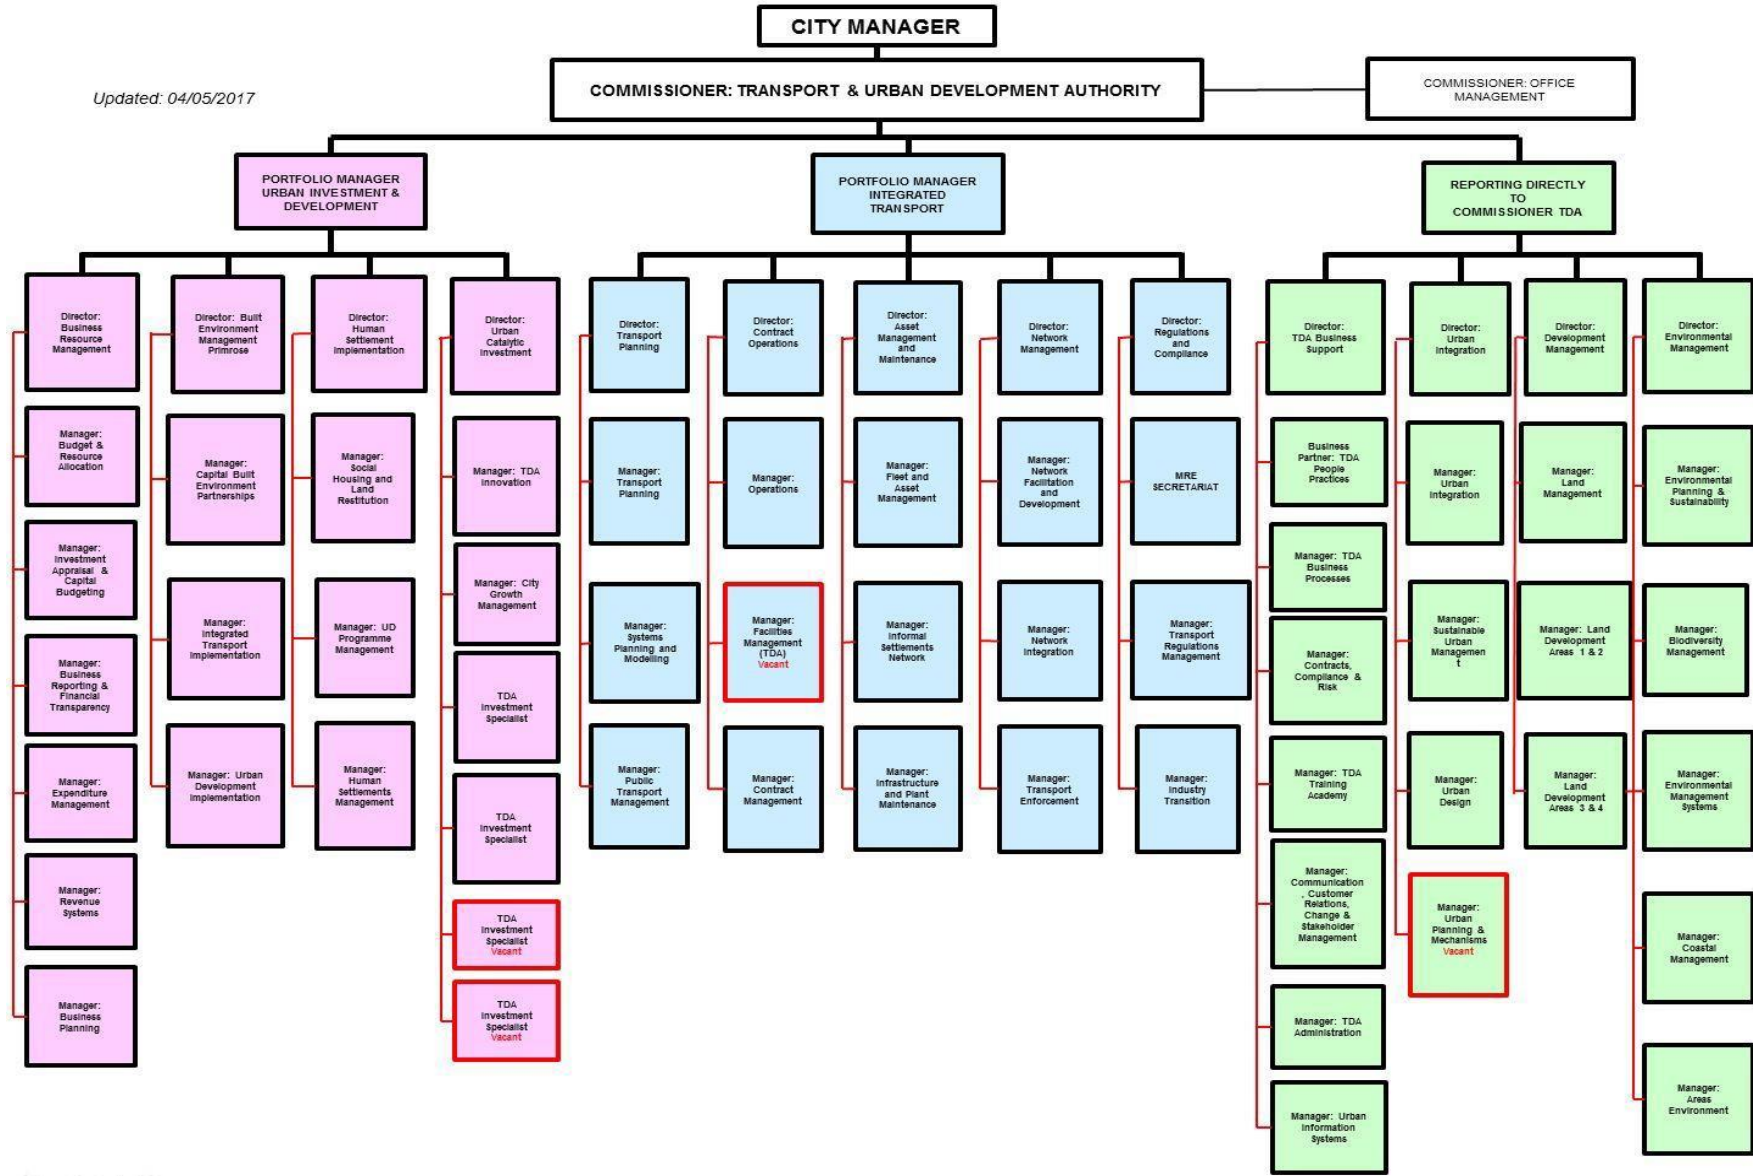 CITY MANAGER
COMMISSIONER: TRANSPORT & URBAN DEVELOPMENT AUTHORITY
COMMISSIONER: OFFICE
MANAGEMENT
Updated: 04/05/2017
PORTFOLIO MANAGER
URBAN INVESTMENT &
DEVELOPMENT
PORTFOLIO MANAGER
INTEGRATED
TRANSPORT
REPORTING DIRECTLY
TO
COMMISSIONER TDA
Director:
Business
Resource
Management
Manager:
Budget &
Resource
Allocation
Manager:
Investment
Appraisal &
Capital
Budgeting
Manager:
Business
Reporting &
Financial
Transparency
Manager:
Expenditure
Management
Manager:
Revenue
Systems
Manager:
Business
Planning
Director: Built
Environment
Management
Primrose
Manager:
Capital Built
Environment
Partnerships
Manager:
Integrated
Transport
Implementation
Manager: Urban
Development
Implementation
Director:
Human
Settlement
Implementation
Manager:
Social
Housing and
Land
Restitution
Manager: UD
Programme
Management
Manager:
Human
Settlements
Management
Director:
Urban
Catalytic
Investment
Manager: TDA
Innovation
Manager: City
Growth
Management
TDA
Investment
Specialist
TDA
Investment
Specialist
TDA
Investment
Specialist
Vacant
TDA
Investment
Specialist
Vacant
Director:
Transport
Planning
Manager:
Transport
Planning
Manager:
Systems
Planning and
Modelling
Manager:
Public
Transport
Management
Director:
Contract
Operations
Manager:
Operations
Manager:
Facilities
Management
(TDA)
Vacant
Manager:
Contract
Management
Director:
Asset
Management
and
Maintenance
Manager:
Fleet and
Asset
Management
Manager:
Informal
Settlements
Network
Manager:
Infrastructure
and Plant
Maintenance
Director:
Network
Management
Manager:
Network
Facilitation
and
Development
Manager:
Network
Integration
Manager:
Transport
Enforcement
Director:
Regulations
and
Compliance
MRE
SECRETARIAT
Manager:
Transport
Regulations
Management
Manager:
Industry
Transition
Director:
TDA Business
Support
Business
Partner: TDA
People
Practices
Manager: TDA
Business
Processes
Manager:
Contracts,
Compliance &
Risk
Manager: TDA
Training
Academy
Manager:
Communication
, Customer
Relations,
Change &
Stakeholder
Management
Manager: TDA
Administration
Manager: Urban
Information
Systems
Director:
Urban
Integration
Manager:
Urban
Integration
Manager:
Sustainable
Urban
Managemen
t
Manager:
Urban
Design
Manager:
Urban
Planning &
Mechanisms
Vacant
Director:
Development
Management
Manager:
Land
Management
Manager: Land
Development
Areas 1 & 2
Manager:
Land
Development
Areas 3 & 4
Director:
Environmental
Management
Manager:
Environmental
Planning &
Sustainability
Manager:
Biodiversity
Management
Manager:
Environmental
Management
Systems
Manager:
Coastal
Management
Manager:
Areas
Environment